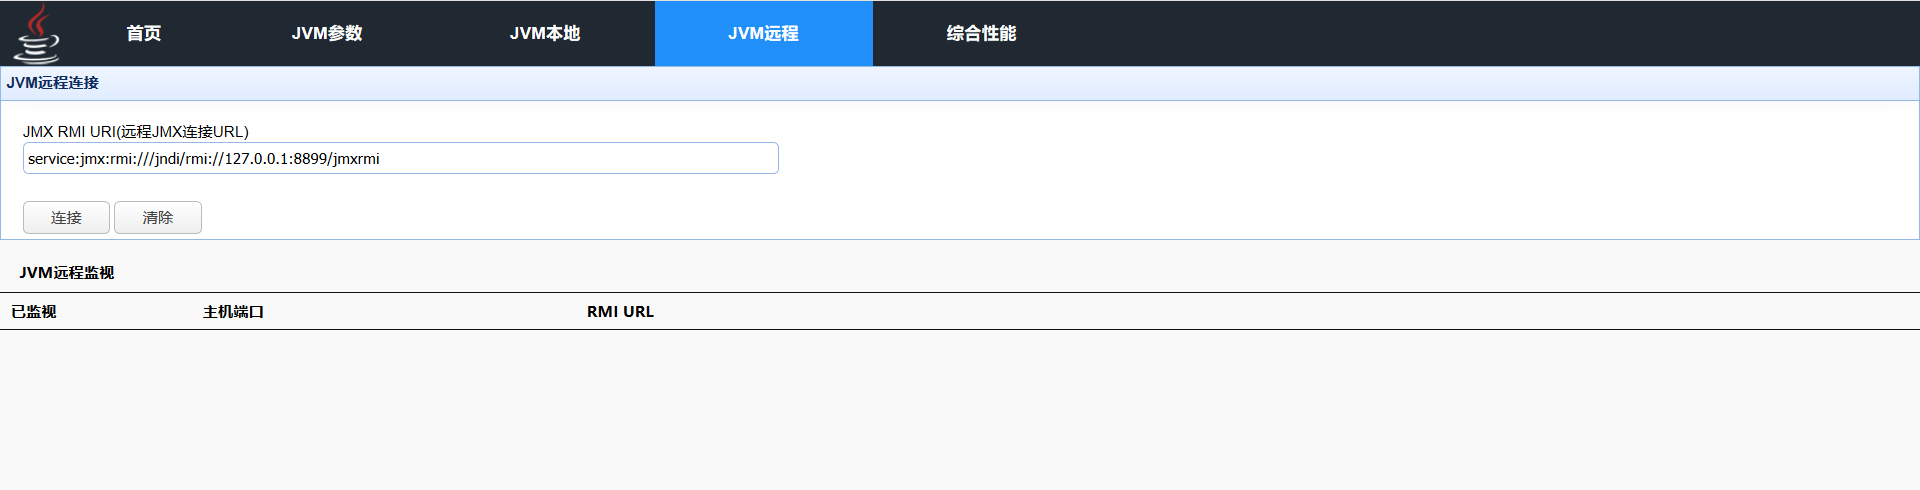 首页 JVM参数 JVM本地 JVM远程 综合性能
JVM远程连接
JMX RMI URI(远程JMX连接URL)
service:jmx:rmi:///jndi/rmi://127.0.0.1:8899/jmxrmi
连接 清除
JVM远程监视
已监视 主机端口 RMI URL